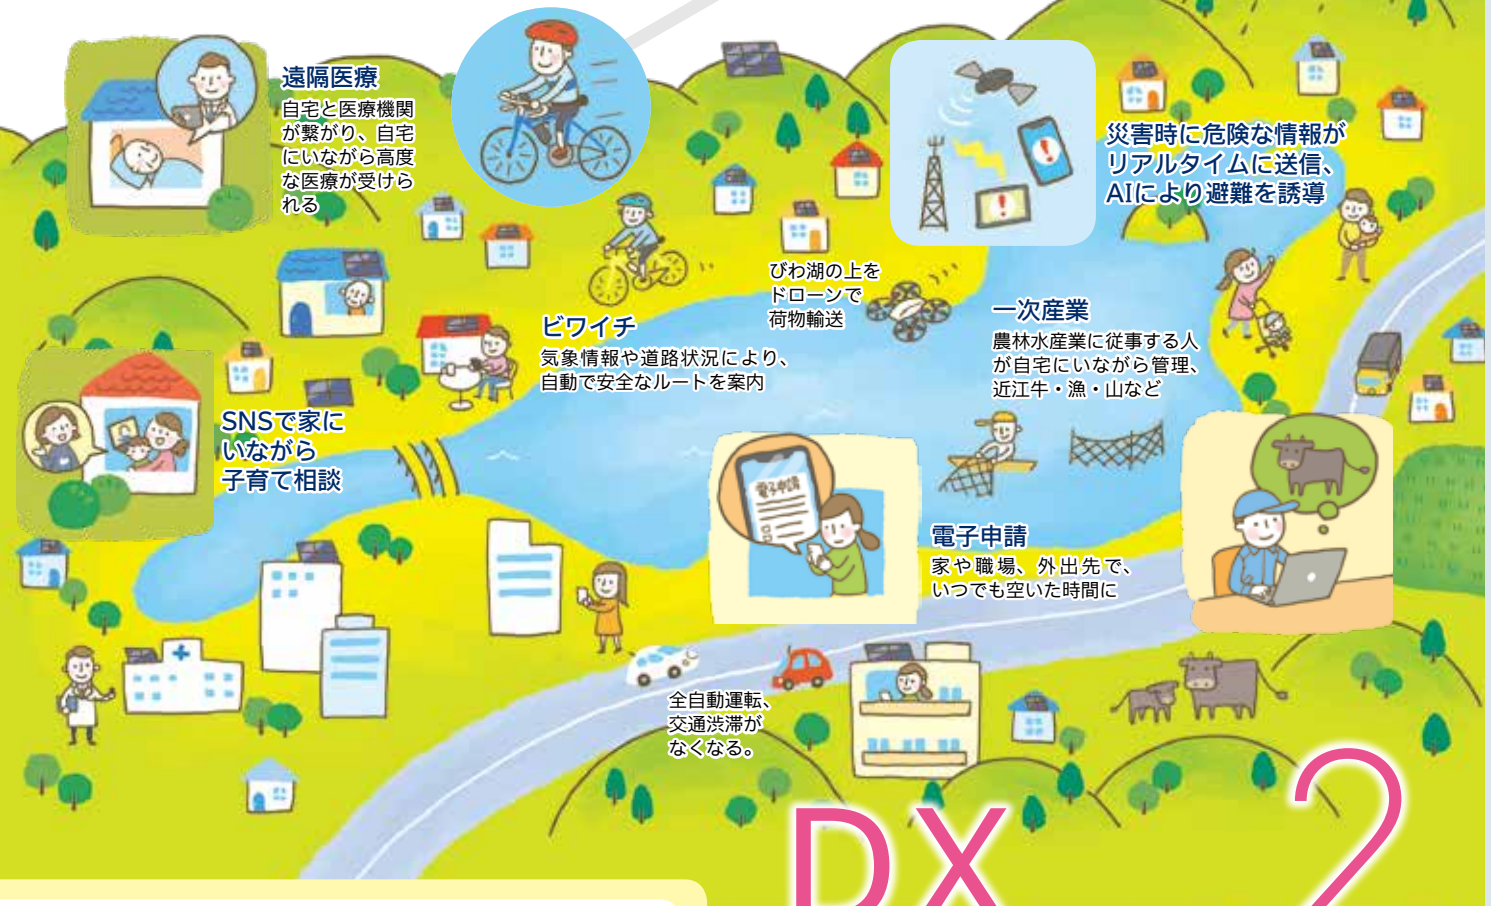 遠隔医療
自宅と医療機関
が繋がり、自宅
にいながら高度
な医療が受けら
れる
災害時に危険な情報が
リアルタイムに送信、
AIにより避難を誘導
びわ湖の上を
ドローンで
荷物輸送
ビワイチ
気象情報や道路状況により、
自動で安全なルートを案内
一次産業
農林水産業に従事する人
が自宅にいながら管理、
近江牛・漁・山など
SNSで家に
いながら
子育て相談
電子申請
電子申請
家や職場、外出先で、
いつでも空いた時間に
全自動運転、
交通渋滞が
なくなる。
DX
2